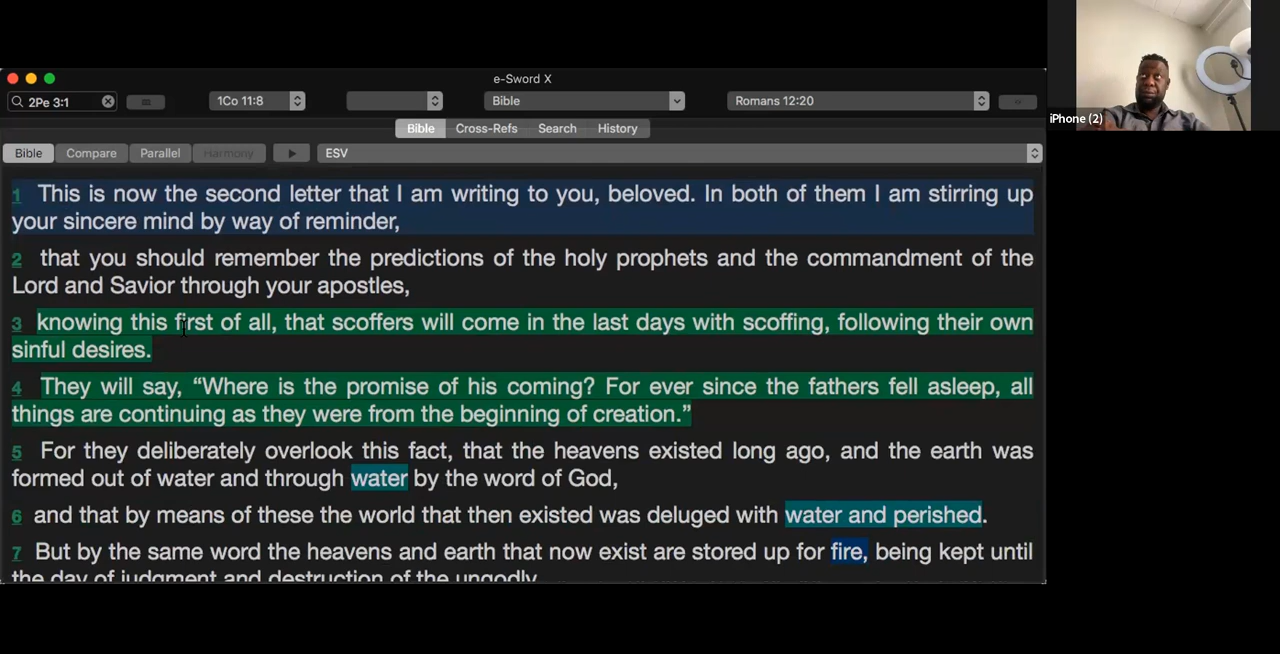 e-Sword X
2Pe 3:1
1Co 11:8
Bible
Romans 12:20
iPhone (2)
Bible Cross-Refs Search History
Bible Compare Parallel Harmony ESV
1 This is now the second letter that I am writing to you, beloved. In both of them I am stirring up
your sincere mind by way of reminder,
2 that you should remember the predictions of the holy prophets and the commandment of the
Lord and Savior through your apostles,
3 knowing this first of all, that scoffers will come in the last days with scoffing, following their own
sinful desires.
4 They will say, “Where is the promise of his coming? For ever since the fathers fell asleep, all
things are continuing as they were from the beginning of creation.”
5 For they deliberately overlook this fact, that the heavens existed long ago, and the earth was
formed out of water and through water by the word of God,
6 and that by means of these the world that then existed was deluged with water and perished.
7 But by the same word the heavens and earth that now exist are stored up for fire, being kept until
the day of judgment and destruction of the ungodly